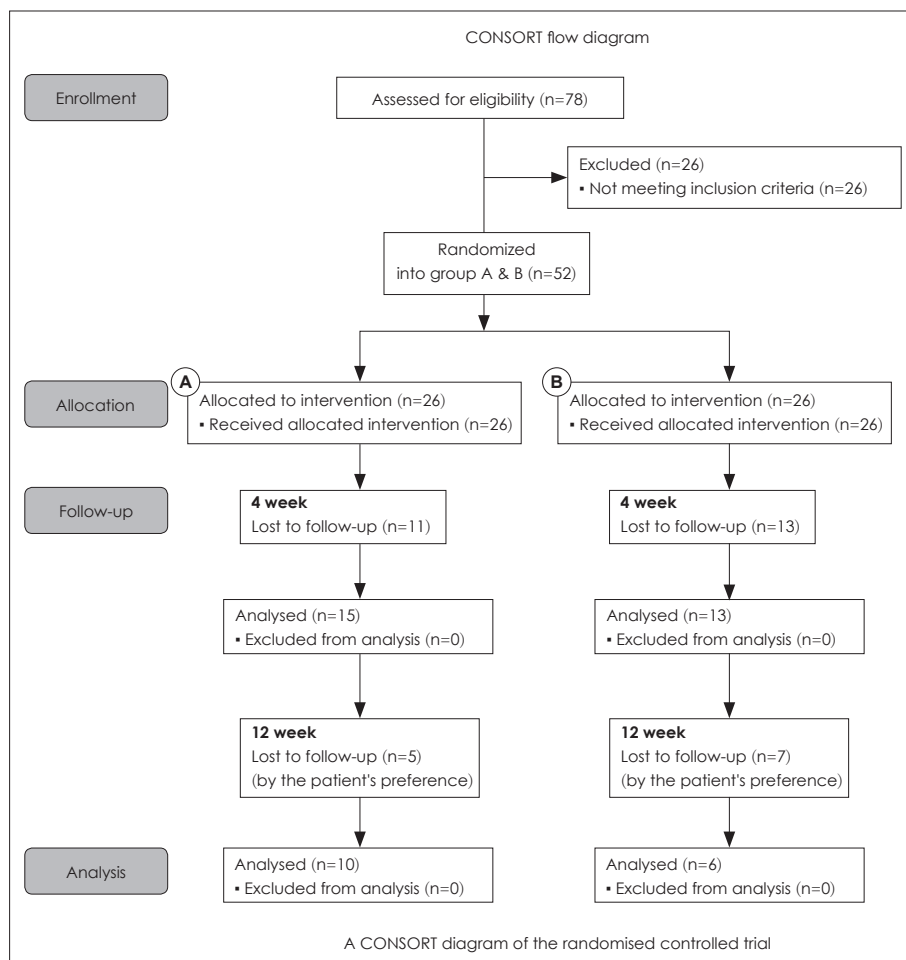 CONSORT flow diagram
Enrollment
Assessed for eligibility (n=78)
Excluded (n=26)
▪ Not meeting inclusion criteria (n=26)
Randomized
into group A & B (n=52)
A
B
Allocation
Allocated to intervention (n=26)
▪ Received allocated intervention (n=26)
Allocated to intervention (n=26)
▪ Received allocated intervention (n=26)
Follow-up
4 week
Lost to follow-up (n=11)
4 week
Lost to follow-up (n=13)
Analysed (n=15)
▪ Excluded from analysis (n=0)
Analysed (n=13)
▪ Excluded from analysis (n=0)
12 week
Lost to follow-up (n=5)
(by the patient's preference)
12 week
Lost to follow-up (n=7)
(by the patient's preference)
Analysis
Analysed (n=10)
▪ Excluded from analysis (n=0)
Analysed (n=6)
▪ Excluded from analysis (n=0)
A CONSORT diagram of the randomised controlled trial